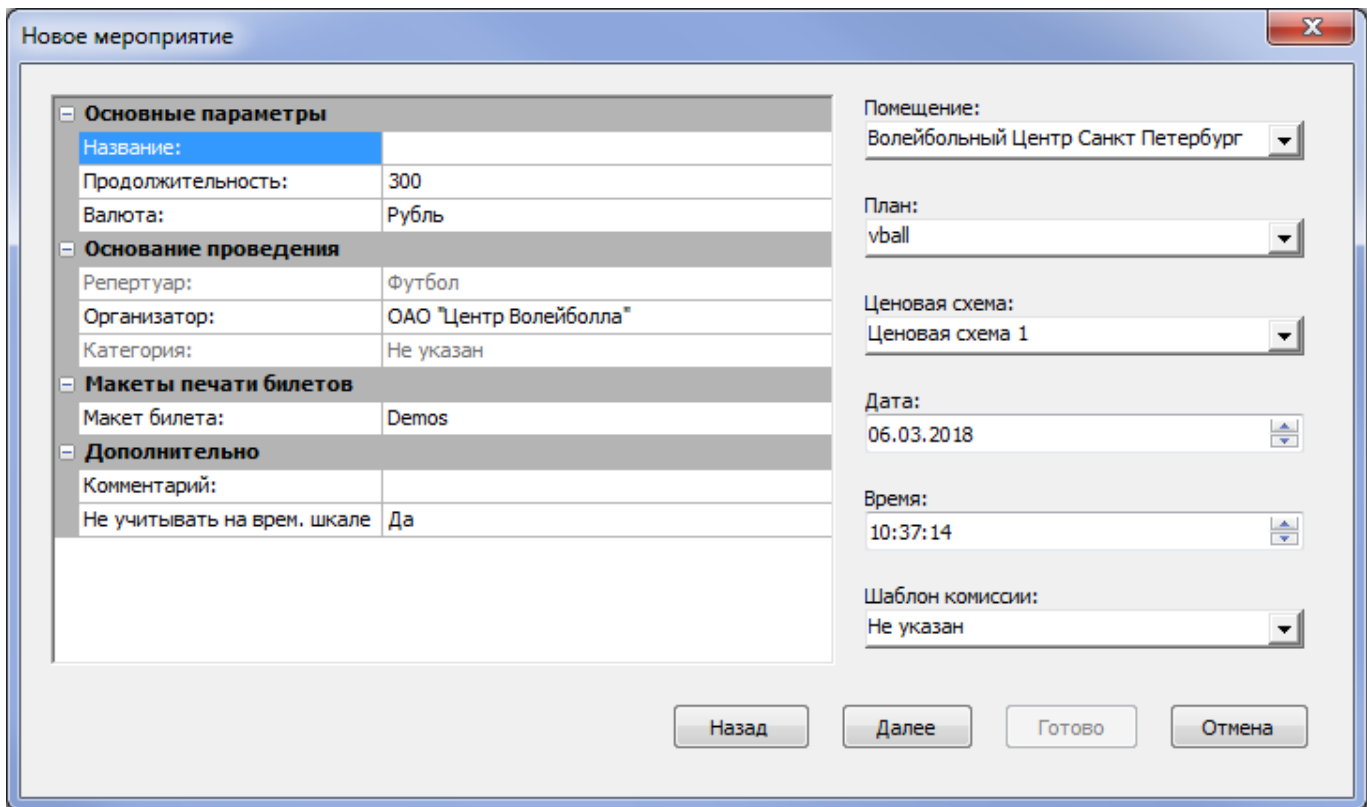 Новое мероприятие
Основные параметры
Название:
Продолжительность: 300
Валюта: Рубль
Основание проведения
Репертуар: Футбол
Организатор: ОАО "Центр Волейболла"
Категория: Не указан
Макеты печати билетов
Макет билета: Demos
Дополнительно
Комментарий:
Не учитывать на врем. шкале Да
Помещение:
Волейбольный Центр Санкт Петербург
План:
vball
Ценовая схема:
Ценовая схема 1
Дата:
06.03.2018
Время:
10:37:14
Шаблон комиссии:
Не указан
Назад Далее Готово Отмена